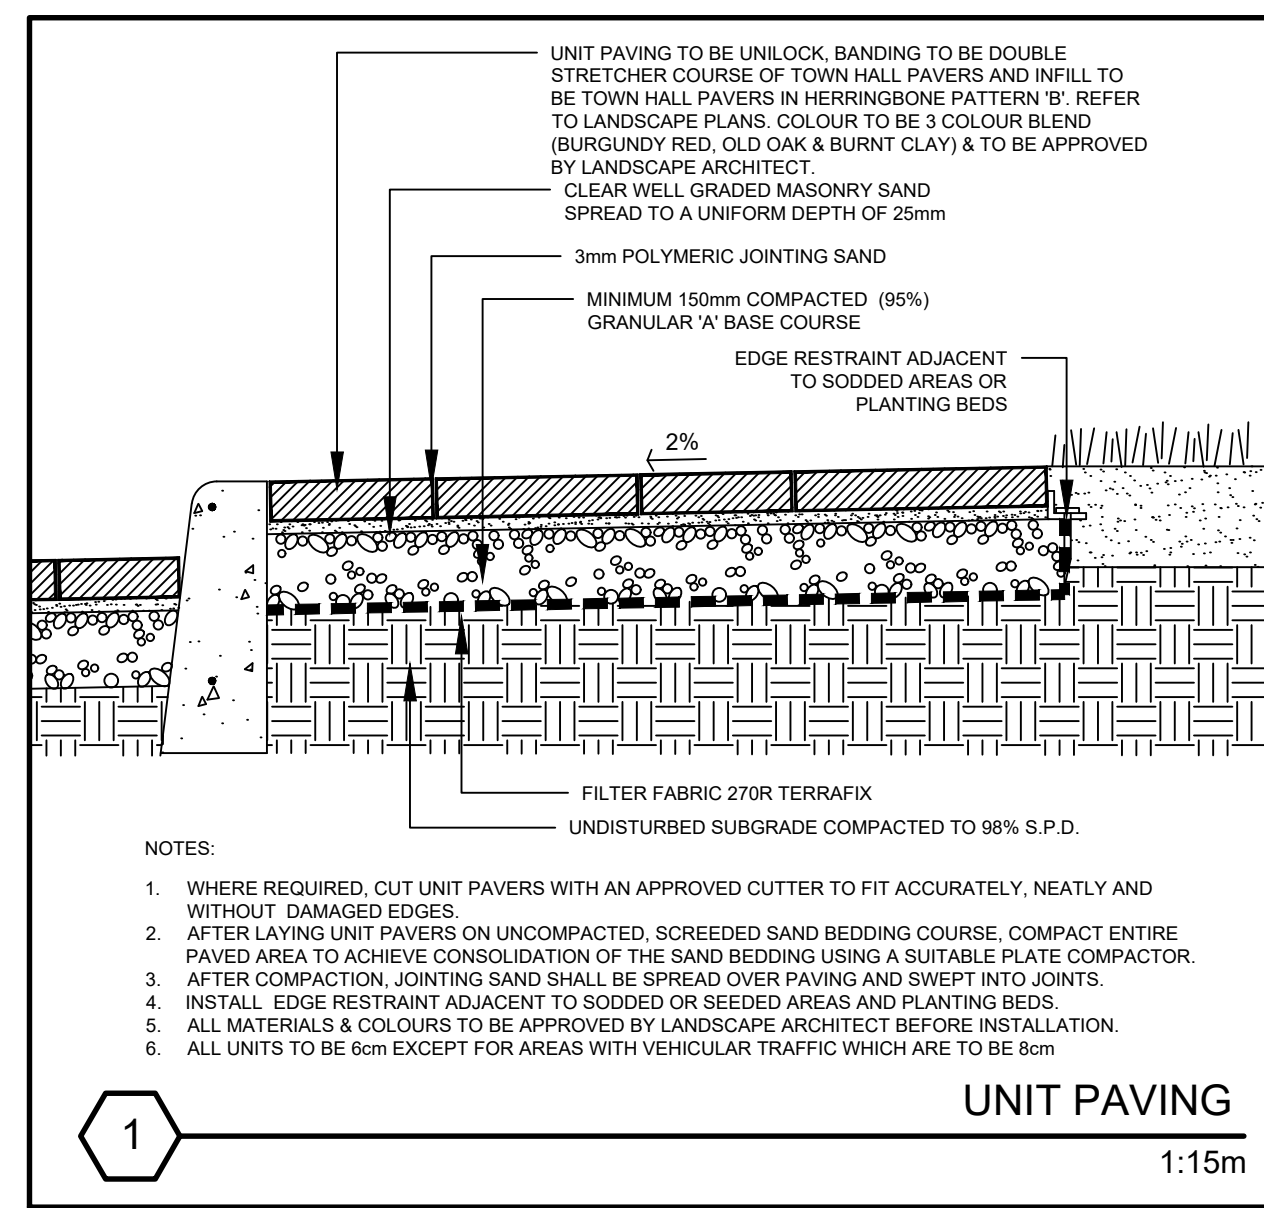 UNIT PAVING TO BE UNILOCK, BANDING TO BE DOUBLE
STRETCHER COURSE OF TOWN HALL PAVERS AND INFILL TO
BE TOWN HALL PAVERS IN HERRINGBONE PATTERN 'B'. REFER
TO LANDSCAPE PLANS. COLOUR TO BE 3 COLOUR BLEND
(BURGUNDY RED, OLD OAK & BURNT CLAY) & TO BE APPROVED
BY LANDSCAPE ARCHITECT.
CLEAR WELL GRADED MASONRY SAND
SPREAD TO A UNIFORM DEPTH OF 25mm
3mm POLYMERIC JOINTING SAND
MINIMUM 150mm COMPACTED (95%)
GRANULAR 'A' BASE COURSE
EDGE RESTRAINT ADJACENT
TO SODDED AREAS OR
PLANTING BEDS
2%
FILTER FABRIC 270R TERRAFIX
UNDISTURBED SUBGRADE COMPACTED TO 98% S.P.D.
NOTES:
1. WHERE REQUIRED, CUT UNIT PAVERS WITH AN APPROVED CUTTER TO FIT ACCURATELY, NEATLY AND
WITHOUT DAMAGED EDGES.
2. AFTER LAYING UNIT PAVERS ON UNCOMPACTED, SCREEDED SAND BEDDING COURSE, COMPACT ENTIRE
PAVED AREA TO ACHIEVE CONSOLIDATION OF THE SAND BEDDING USING A SUITABLE PLATE COMPACTOR.
3. AFTER COMPACTION, JOINTING SAND SHALL BE SPREAD OVER PAVING AND SWEPT INTO JOINTS.
4. INSTALL EDGE RESTRAINT ADJACENT TO SODDED OR SEEDED AREAS AND PLANTING BEDS.
5. ALL MATERIALS & COLOURS TO BE APPROVED BY LANDSCAPE ARCHITECT BEFORE INSTALLATION.
6. ALL UNITS TO BE 6cm EXCEPT FOR AREAS WITH VEHICULAR TRAFFIC WHICH ARE TO BE 8cm
UNIT PAVING
1
1:15m